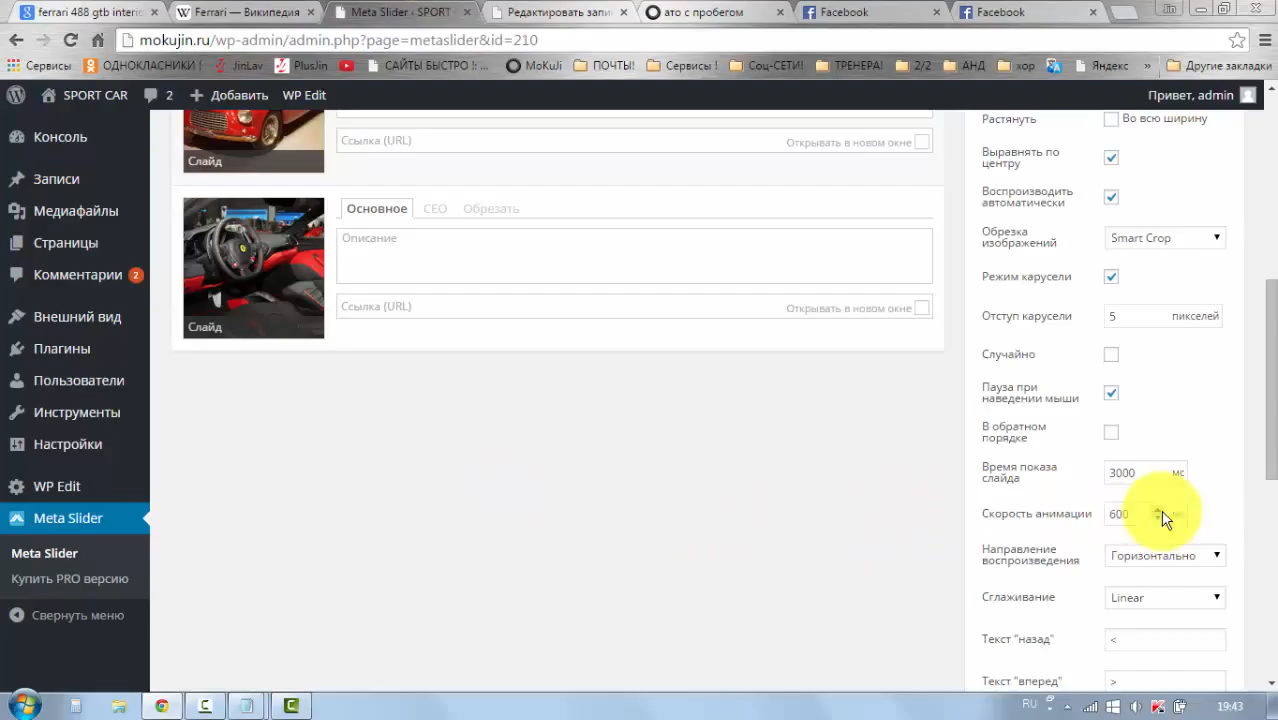 ferrari 488 gtb interio
Ferrari — Википедия
Meta Slider ‹ SPORT
Редактировать запи
ато с пробегом
Facebook
Facebook
mokujin.ru/wp-admin/admin.php?page=metaslider&id=210
Сервисы
ОДНОКЛАССНИКИ
JinLav
PlusJin
САЙТЫ БЫСТРО !:...
MoKuJi
ПОЧТЫ!
Сервисы !
Соц-СЕТИ!
ТРЕНЕРА!
2/2
АНД
хор
Яндекс
»
Другие закладки
SPORT CAR
2
Добавить
WP Edit
Привет, admin
Консоль
Записи
Медиафайлы
Страницы
Комментарии 2
Внешний вид
Плагины
Пользователи
Инструменты
Настройки
WP Edit
Meta Slider
Meta Slider
Купить PRO версию
Свернуть меню
Слайд
Ссылка (URL)
Открывать в новом окне
Слайд
Основное
СЕО
Обрезать
Описание
Ссылка (URL)
Открывать в новом окне
Растянуть
Во всю ширину
Выравнять по
центру
Воспроизводить
автоматически
Обрезка
изображений
Smart Crop
Режим карусели
Отступ карусели
5
пикселей
Случайно
Пауза при
наведении мыши
В обратном
порядке
Время показа
слайда
3000
мс
Скорость анимации
600
Направление
воспроизведения
Горизонтально
Сглаживание
Linear
Текст "назад"
<
Текст "вперед"
>
RU
19:43